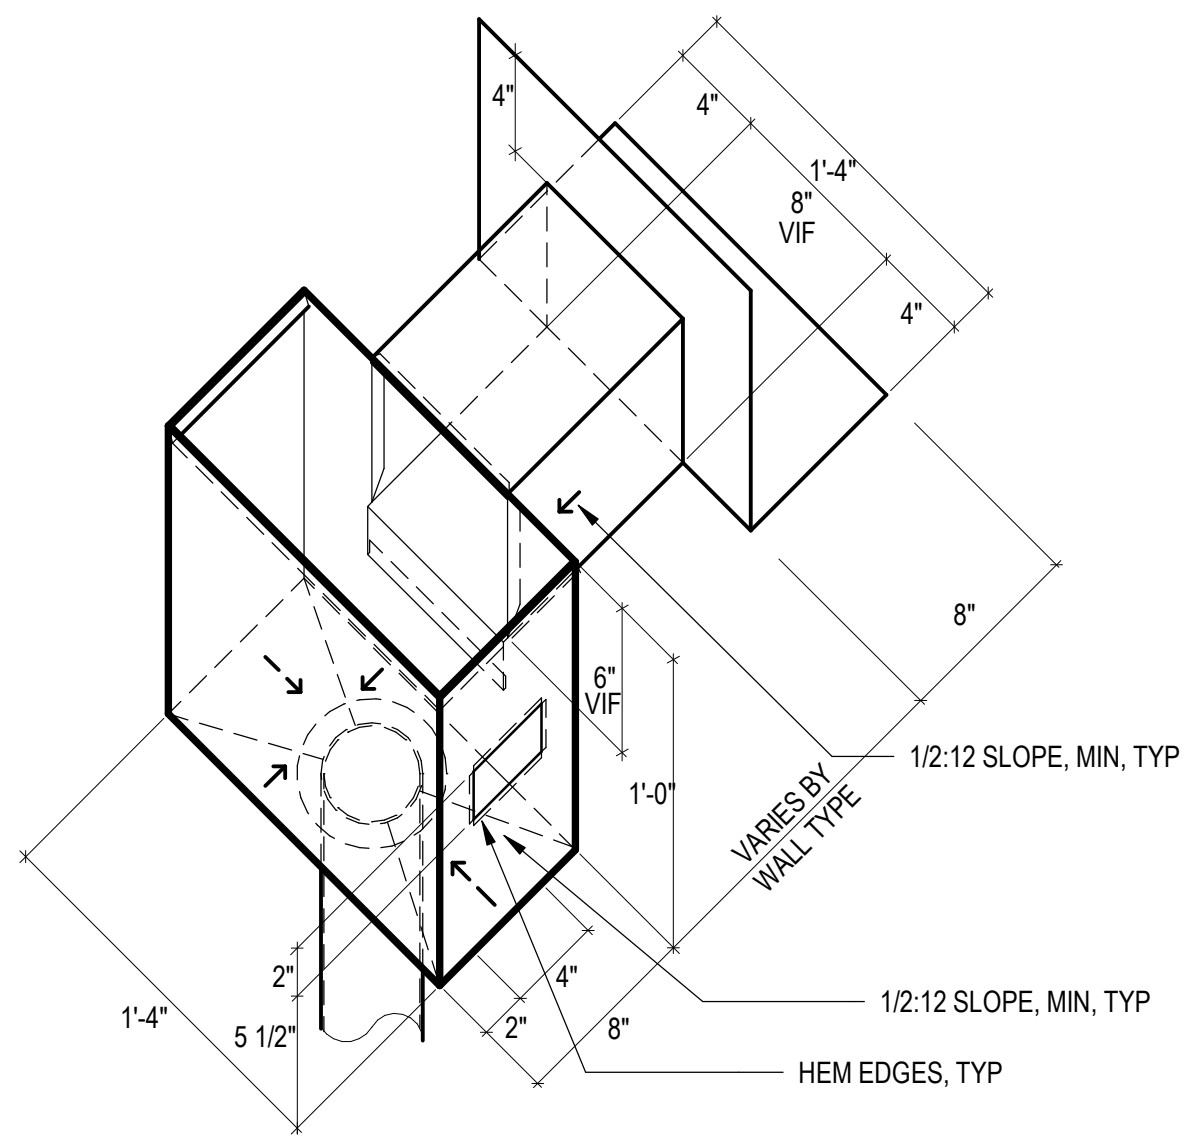 4"
4"
1'-4"
8"
VIF
4"
8"
6"
VIF
1/2:12 SLOPE, MIN, TYP
1'-0"
VARIES BY
WALL TYPE
2"
4"
1/2:12 SLOPE, MIN, TYP
1'-4"
5 1/2"
2"
8"
HEM EDGES, TYP